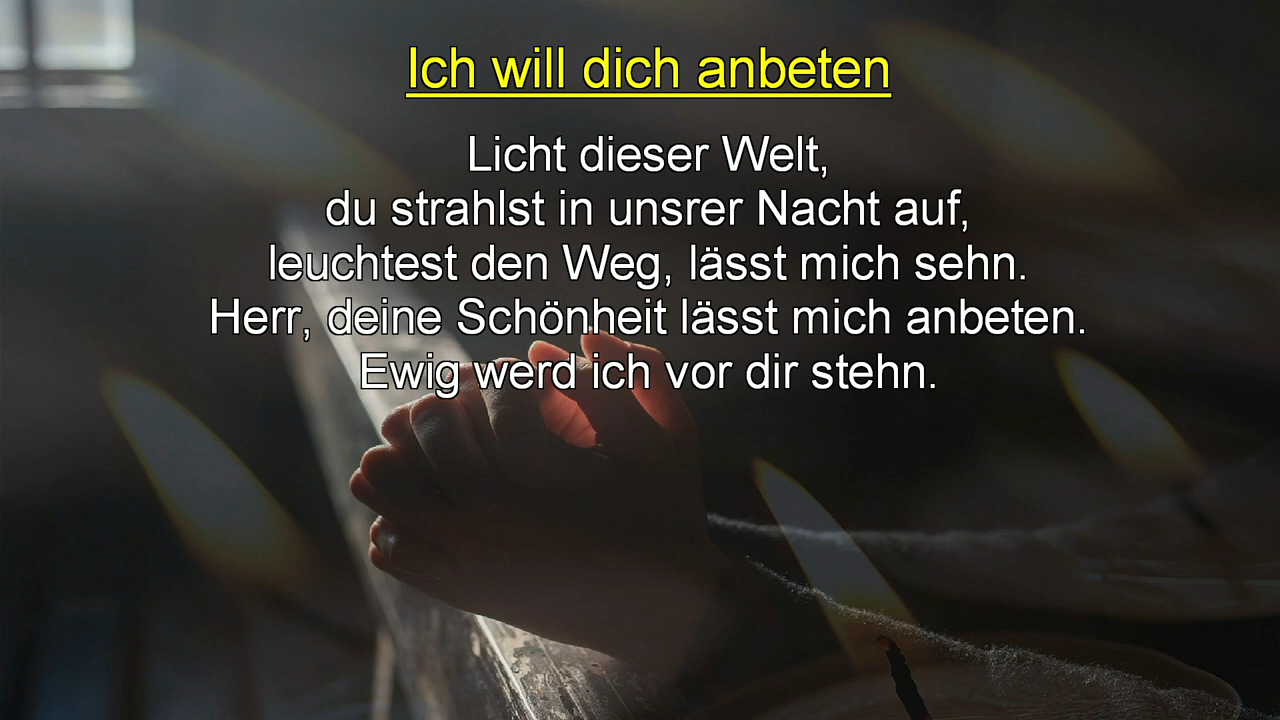 Ich will dich anbeten
Licht dieser Welt,
du strahlst in unsrer Nacht auf,
leuchtest den Weg, lässt mich sehn.
Herr, deine Schönheit lässt mich anbeten.
Ewig werd ich vor dir stehn.